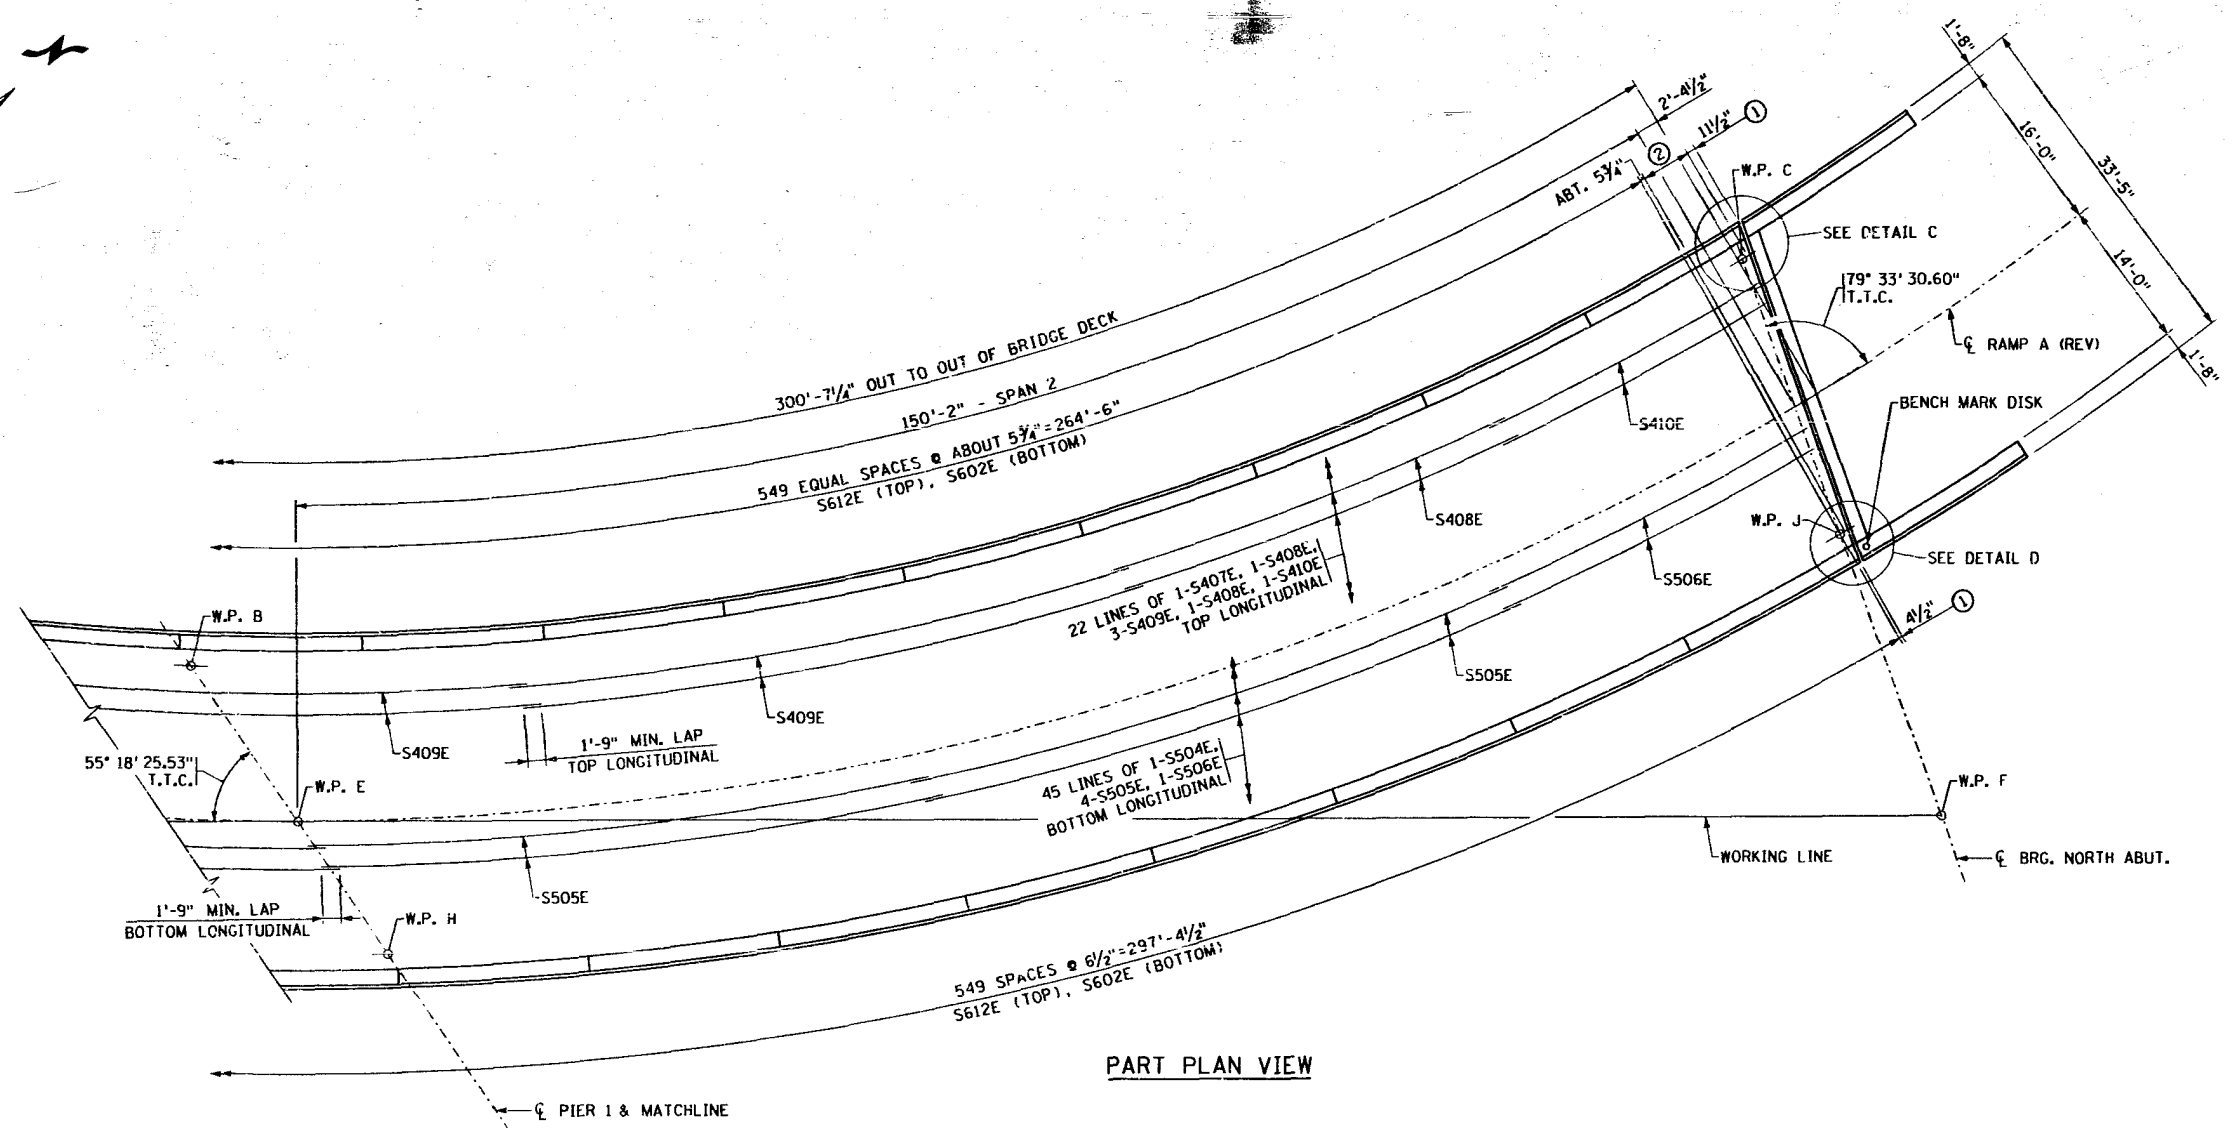 1'-8"
16'-0"
33'-5"
14'-0"
1'-8"
2'-4½"
11½" 1
ABT. 5¾" 2
W.P. C
SEE DETAIL C
79° 33' 30.60"
T.T.C.
℄ RAMP A (REV)
BENCH MARK DISK
300'-7¼" OUT TO OUT OF BRIDGE DECK
150'-2" - SPAN 2
549 EQUAL SPACES @ ABOUT 5¾"=264'-6"
S612E (TOP), S602E (BOTTOM)
S410E
S408E
W.P. J
SEE DETAIL D
S506E
22 LINES OF 1-S407E, 1-S408E,
3-S409E, 1-S408E, 1-S410E
TOP LONGITUDINAL
4½" 1
W.P. B
S505E
S409E
S409E
1'-9" MIN. LAP
TOP LONGITUDINAL
55° 18' 25.53"
T.T.C.
W.P. E
45 LINES OF 1-S504E,
4-S505E, 1-S506E
BOTTOM LONGITUDINAL
W.P. F
WORKING LINE
℄ BRG. NORTH ABUT.
S505E
1'-9" MIN. LAP
BOTTOM LONGITUDINAL
W.P. H
549 SPACES @ 6½"=297'-4½"
S612E (TOP), S602E (BOTTOM)
PART PLAN VIEW
℄ PIER 1 & MATCHLINE